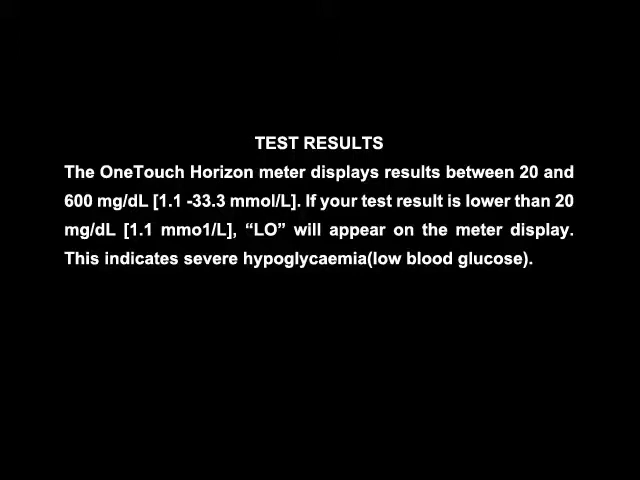 TEST RESULTS
The OneTouch Horizon meter displays results between 20 and
600 mg/dL [1.1 -33.3 mmol/L]. If your test result is lower than 20
mg/dL [1.1 mmo1/L], “LO” will appear on the meter display.
This indicates severe hypoglycaemia(low blood glucose).